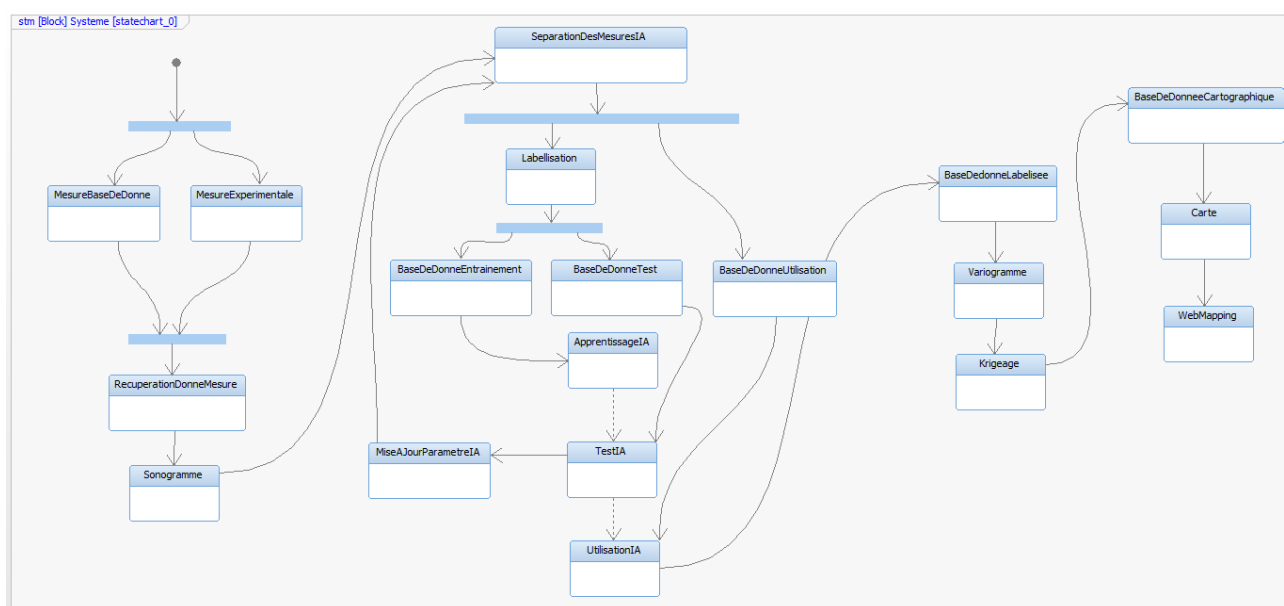 stm [Block] Systeme [statechart_0]
SeparationDesMesuresIA
BaseDeDonneeCartographique
Labellisation
BaseDedonneLabelisee
MesureBaseDeDonne
MesureExperimentale
Carte
BaseDeDonneEntrainement
BaseDeDonneTest
BaseDeDonneUtilisation
Variogramme
WebMapping
ApprentissageIA
Krigeage
RecuperationDonneMesure
MiseAJourParametreIA
TestIA
Sonogramme
UtilisationIA